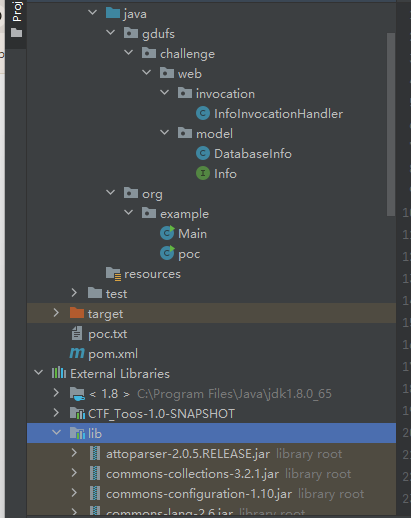 Proj
java
gdufs
challenge
web
invocation
InfoInvocationHandler
model
DatabaseInfo
Info
org
example
Main
poc
resources
test
target
poc.txt
pom.xml
External Libraries
< 1.8 > C:\Program Files\Java\jdk1.8.0_65
CTF_Toos-1.0-SNAPSHOT
lib
attoparser-2.0.5.RELEASE.jar library root
commons-collections-3.2.1.jar library root
commons-configuration-1.10.jar library root
commons-lang-2.6.jar library root